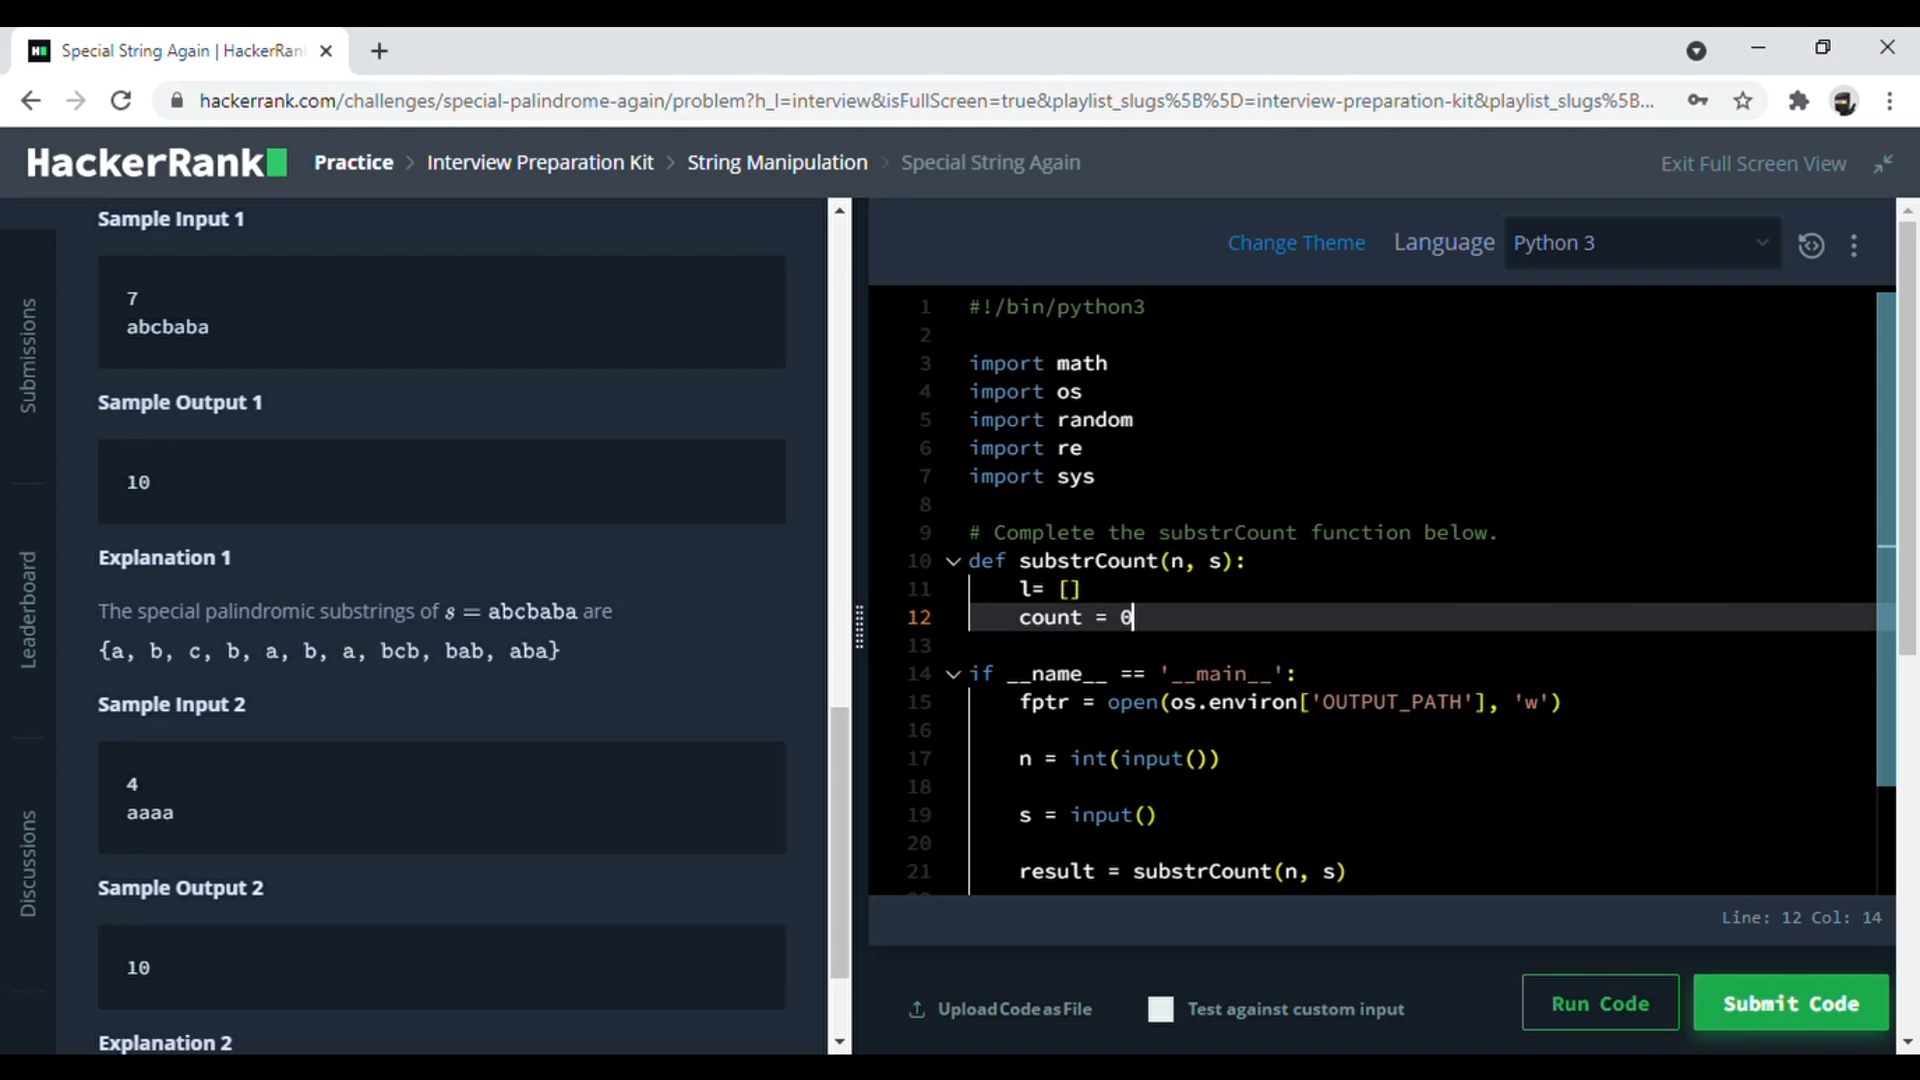 Special String Again | HackerRan
hackerrank.com/challenges/special-palindrome-again/problem?h_l=interview&isFullScreen=true&playlist_slugs%5B%5D=interview-preparation-kit&playlist_slugs%5B...
HackerRank
Practice > Interview Preparation Kit > String Manipulation > Special String Again
Exit Full Screen View
Submissions
Leaderboard
Discussions
Sample Input 1
7
abcbaba
Sample Output 1
10
Explanation 1
The special palindromic substrings of s = abcbaba are
{a, b, c, b, a, b, a, bcb, bab, aba}
Sample Input 2
4
aaaa
Sample Output 2
10
Explanation 2
Change Theme Language Python 3
1 #!/bin/python3
2
3 import math
4 import os
5 import random
6 import re
7 import sys
8
9 # Complete the substrCount function below.
10 def substrCount(n, s):
11 l= []
12 count = 0
13
14 if __name__ == '__main__':
15 fptr = open(os.environ['OUTPUT_PATH'], 'w')
16
17 n = int(input())
18
19 s = input()
20
21 result = substrCount(n, s)
Line: 12 Col: 14
Upload Code as File
Test against custom input
Run Code
Submit Code